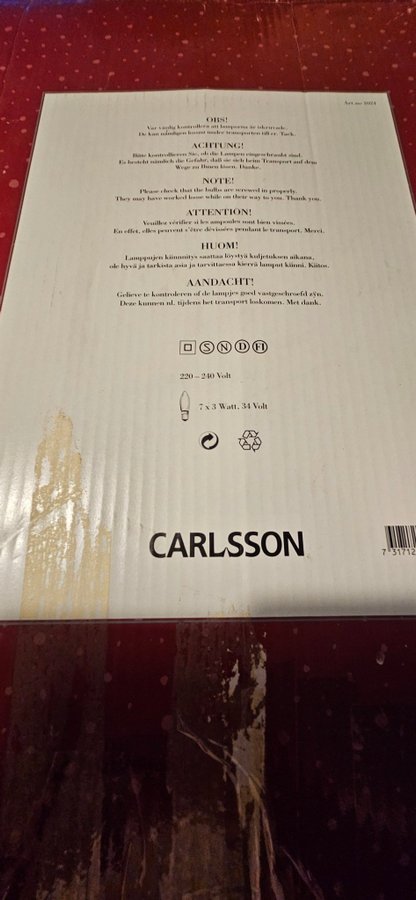 Art no 1024
OBS!
Var vänlig kontrollera att lamporna är iskruvade.
De kan nämligen lossnat under transporten till er. Tack.
ACHTUNG!
Bitte kontrollieren Sie, ob die Lampen eingeschraubt sind.
Es besteht nämlich die Gefahr, daß sie sich beim Transport auf dem
Wege zu Ihnen lösen. Danke.
NOTE!
Please check that the bulbs are screwed in properly.
They may have worked loose while on their way to you. Thank you.
ATTENTION!
Veuillez vérifier si les ampoules sont bien vissées.
En effet, elles peuvent s'être dévissées pendant le transport. Merci.
HUOM!
Lamppujen kiinnitys saattaa löystyä kuljetuksen aikana,
ole hyvä ja tarkista asia ja tarvittaessa kierrä lamput kiinni. Kiitos.
AANDACHT!
Gelieve te kontroleren of de lampjes goed vastgeschroefd zÿn.
Deze kunnen nl. tijdens het transport loskomen. Met dank.
S N D FI
220 – 240 Volt
7 x 3 Watt, 34 Volt
CARLSSON
7 31712